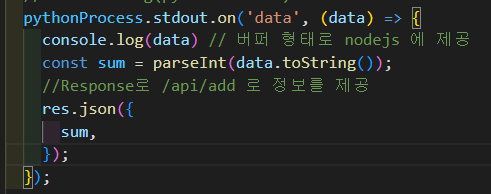 pythonProcess.stdout.on('data', (data) => {
console.log(data) // 버퍼 형태로 nodejs 에 제공
const sum = parseInt(data.toString());
//Response로 /api/add 로 정보를 제공
res.json({
sum,
});
});